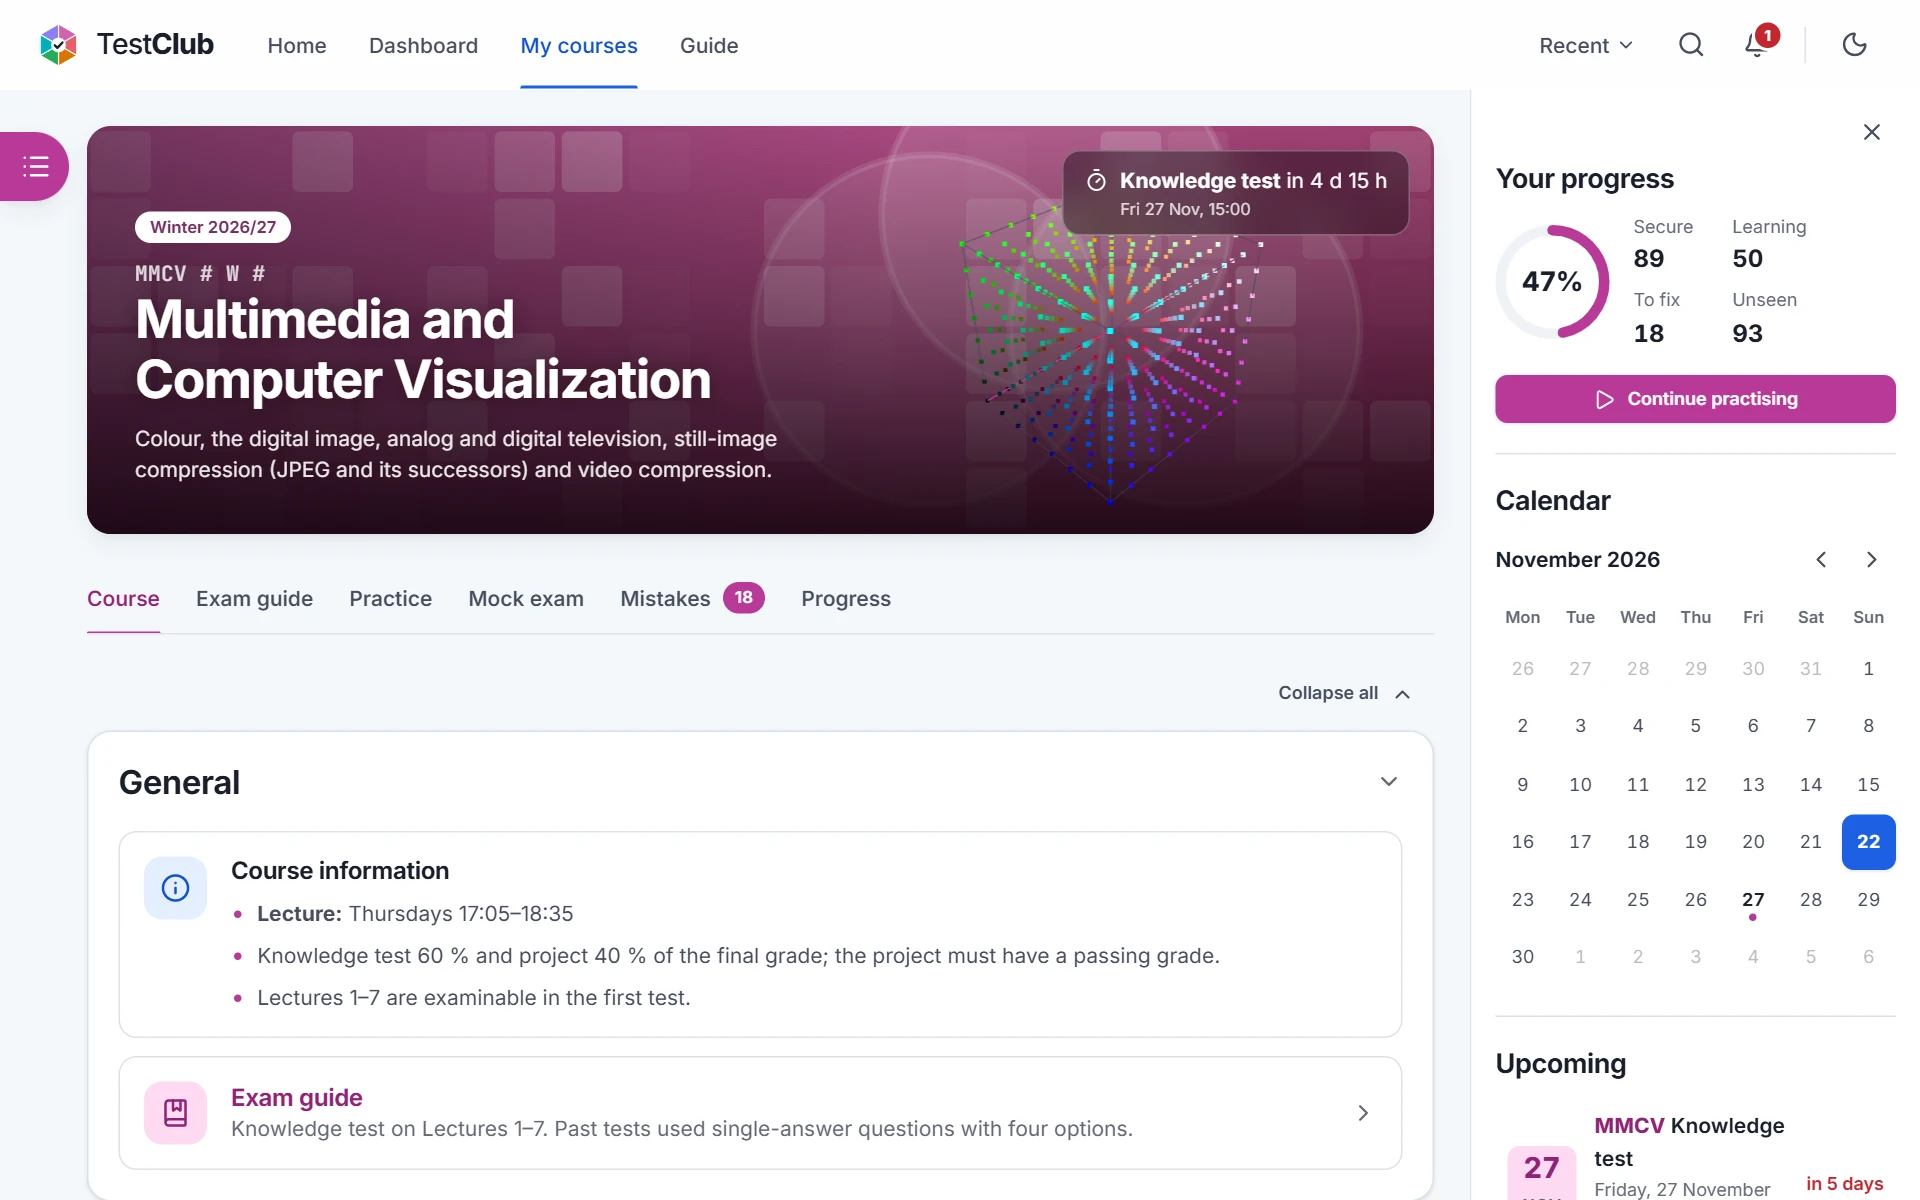 TestClub
Home
Dashboard
My courses
Guide
Recent
1
Winter 2026/27
MMCV # W #
Multimedia and
Computer Visualization
Colour, the digital image, analog and digital television, still-image
compression (JPEG and its successors) and video compression.
Knowledge test in 4 d 15 h
Fri 27 Nov, 15:00
Course
Exam guide
Practice
Mock exam
Mistakes 18
Progress
Collapse all
General
Course information
Lecture: Thursdays 17:05–18:35
Knowledge test 60 % and project 40 % of the final grade; the project must have a passing grade.
Lectures 1–7 are examinable in the first test.
Exam guide
Knowledge test on Lectures 1–7. Past tests used single-answer questions with four options.
Your progress
47%
Secure
89
Learning
50
To fix
18
Unseen
93
Continue practising
Calendar
November 2026
Mon Tue Wed Thu Fri Sat Sun
26 27 28 29 30 31 1
2 3 4 5 6 7 8
9 10 11 12 13 14 15
16 17 18 19 20 21 22
23 24 25 26 27 28 29
30 1 2 3 4 5 6
Upcoming
27
MMCV Knowledge
test
Friday, 27 November
in 5 days